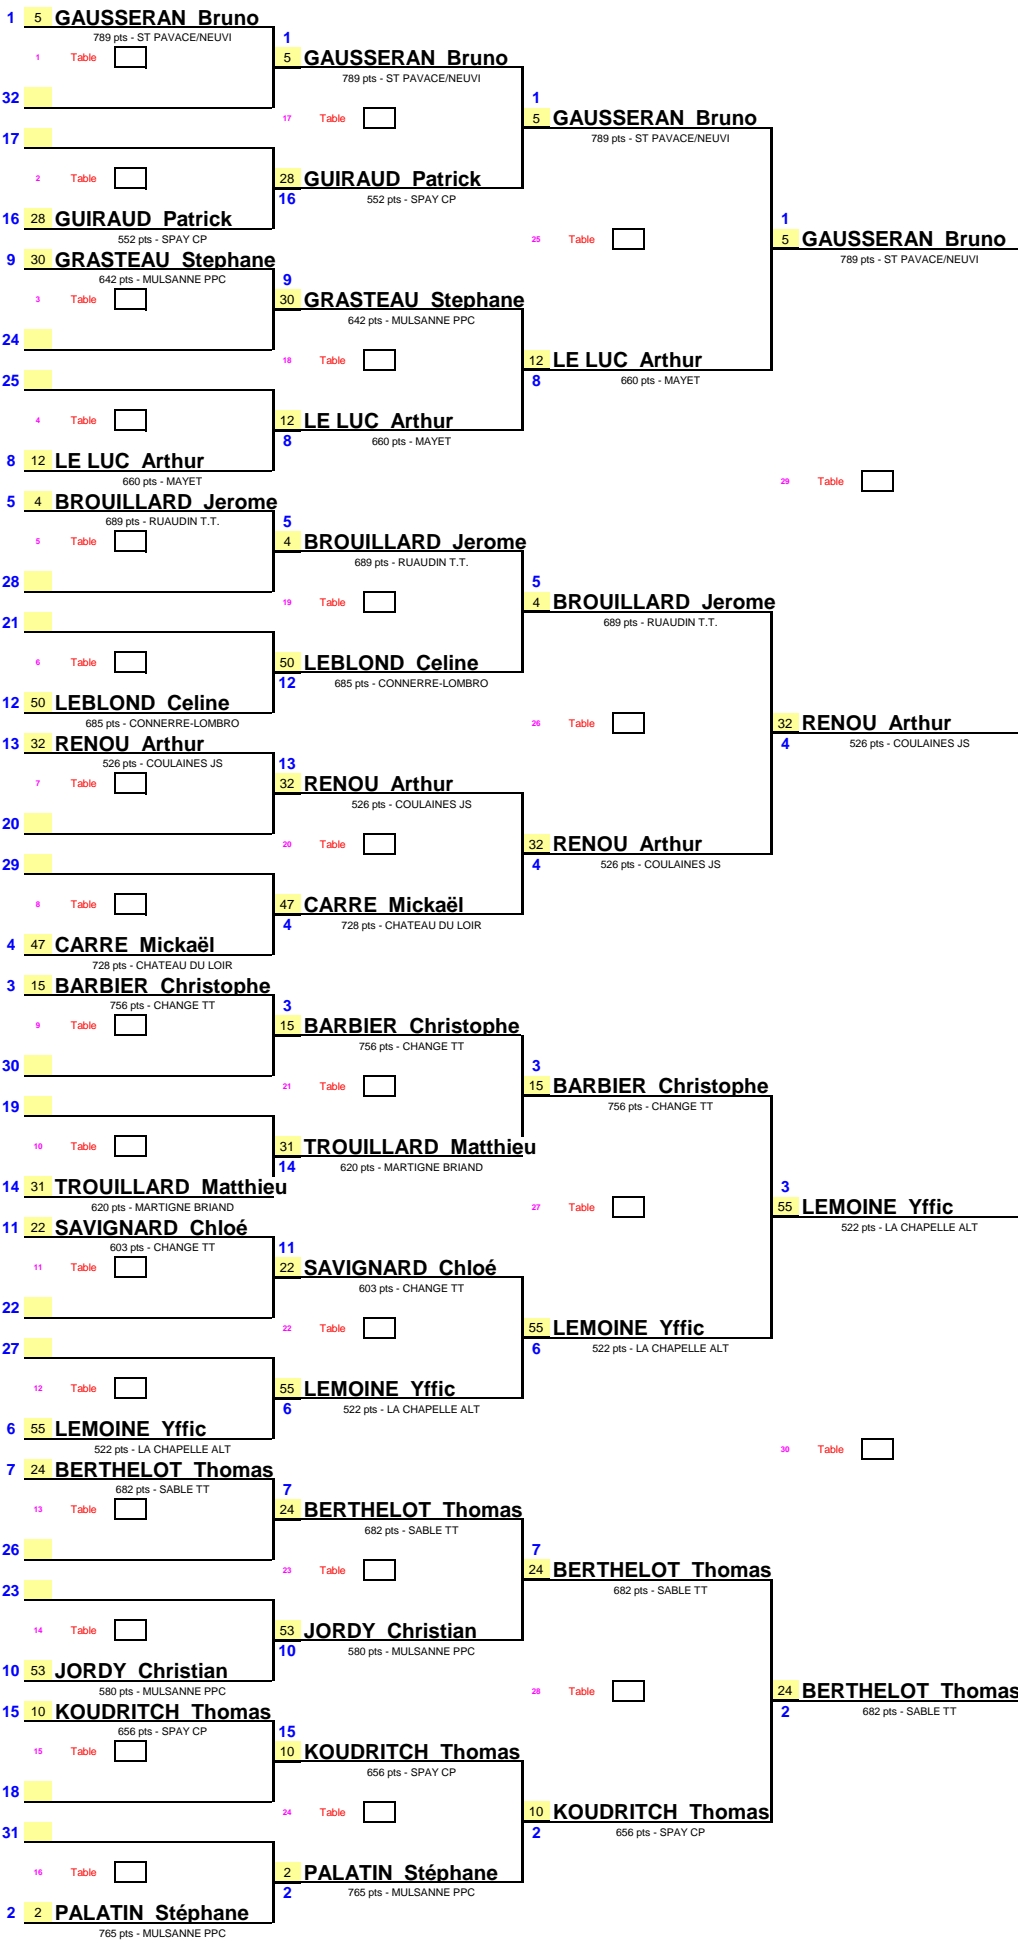 1 5 GAUSSERAN Bruno
789 pts - ST PAVACE/NEUVI
1 Table
32
17
2 Table
16 28 GUIRAUD Patrick
552 pts - SPAY CP
9 30 GRASTEAU Stephane
642 pts - MULSANNE PPC
3 Table
24
25
4 Table
8 12 LE LUC Arthur
660 pts - MAYET
5 4 BROUILLARD Jerome
689 pts - RUAUDIN T.T.
5 Table
28
21
6 Table
12 50 LEBLOND Celine
685 pts - CONNERRE-LOMBRO
13 32 RENOU Arthur
526 pts - COULAINES JS
7 Table
20
29
8 Table
4 47 CARRE Mickaël
728 pts - CHATEAU DU LOIR
3 15 BARBIER Christophe
756 pts - CHANGE TT
9 Table
30
19
10 Table
14 31 TROUILLARD Matthieu
620 pts - MARTIGNE BRIAND
11 22 SAVIGNARD Chloé
603 pts - CHANGE TT
11 Table
22
27
12 Table
6 55 LEMOINE Yffic
522 pts - LA CHAPELLE ALT
7 24 BERTHELOT Thomas
682 pts - SABLE TT
13 Table
26
23
14 Table
10 53 JORDY Christian
580 pts - MULSANNE PPC
15 10 KOUDRITCH Thomas
656 pts - SPAY CP
15 Table
18
31
16 Table
2 2 PALATIN Stéphane
765 pts - MULSANNE PPC
1
5 GAUSSERAN Bruno
789 pts - ST PAVACE/NEUVI
17 Table
28 GUIRAUD Patrick
16 552 pts - SPAY CP
9
30 GRASTEAU Stephane
642 pts - MULSANNE PPC
18 Table
12 LE LUC Arthur
8 660 pts - MAYET
5
4 BROUILLARD Jerome
689 pts - RUAUDIN T.T.
19 Table
50 LEBLOND Celine
12 685 pts - CONNERRE-LOMBRO
13
32 RENOU Arthur
526 pts - COULAINES JS
20 Table
47 CARRE Mickaël
4 728 pts - CHATEAU DU LOIR
3
15 BARBIER Christophe
756 pts - CHANGE TT
21 Table
31 TROUILLARD Matthieu
14 620 pts - MARTIGNE BRIAND
11
22 SAVIGNARD Chloé
603 pts - CHANGE TT
22 Table
55 LEMOINE Yffic
6 522 pts - LA CHAPELLE ALT
7
24 BERTHELOT Thomas
682 pts - SABLE TT
23 Table
53 JORDY Christian
10 580 pts - MULSANNE PPC
15
10 KOUDRITCH Thomas
656 pts - SPAY CP
24 Table
2 PALATIN Stéphane
2 765 pts - MULSANNE PPC
1
5 GAUSSERAN Bruno
789 pts - ST PAVACE/NEUVI
25 Table
12 LE LUC Arthur
8 660 pts - MAYET
5
4 BROUILLARD Jerome
689 pts - RUAUDIN T.T.
26 Table
32 RENOU Arthur
4 526 pts - COULAINES JS
3
15 BARBIER Christophe
756 pts - CHANGE TT
27 Table
55 LEMOINE Yffic
6 522 pts - LA CHAPELLE ALT
7
24 BERTHELOT Thomas
682 pts - SABLE TT
28 Table
10 KOUDRITCH Thomas
2 656 pts - SPAY CP
1
5 GAUSSERAN Bruno
789 pts - ST PAVACE/NEUVI
29 Table
32 RENOU Arthur
4 526 pts - COULAINES JS
3
55 LEMOINE Yffic
522 pts - LA CHAPELLE ALT
30 Table
24 BERTHELOT Thomas
2 682 pts - SABLE TT